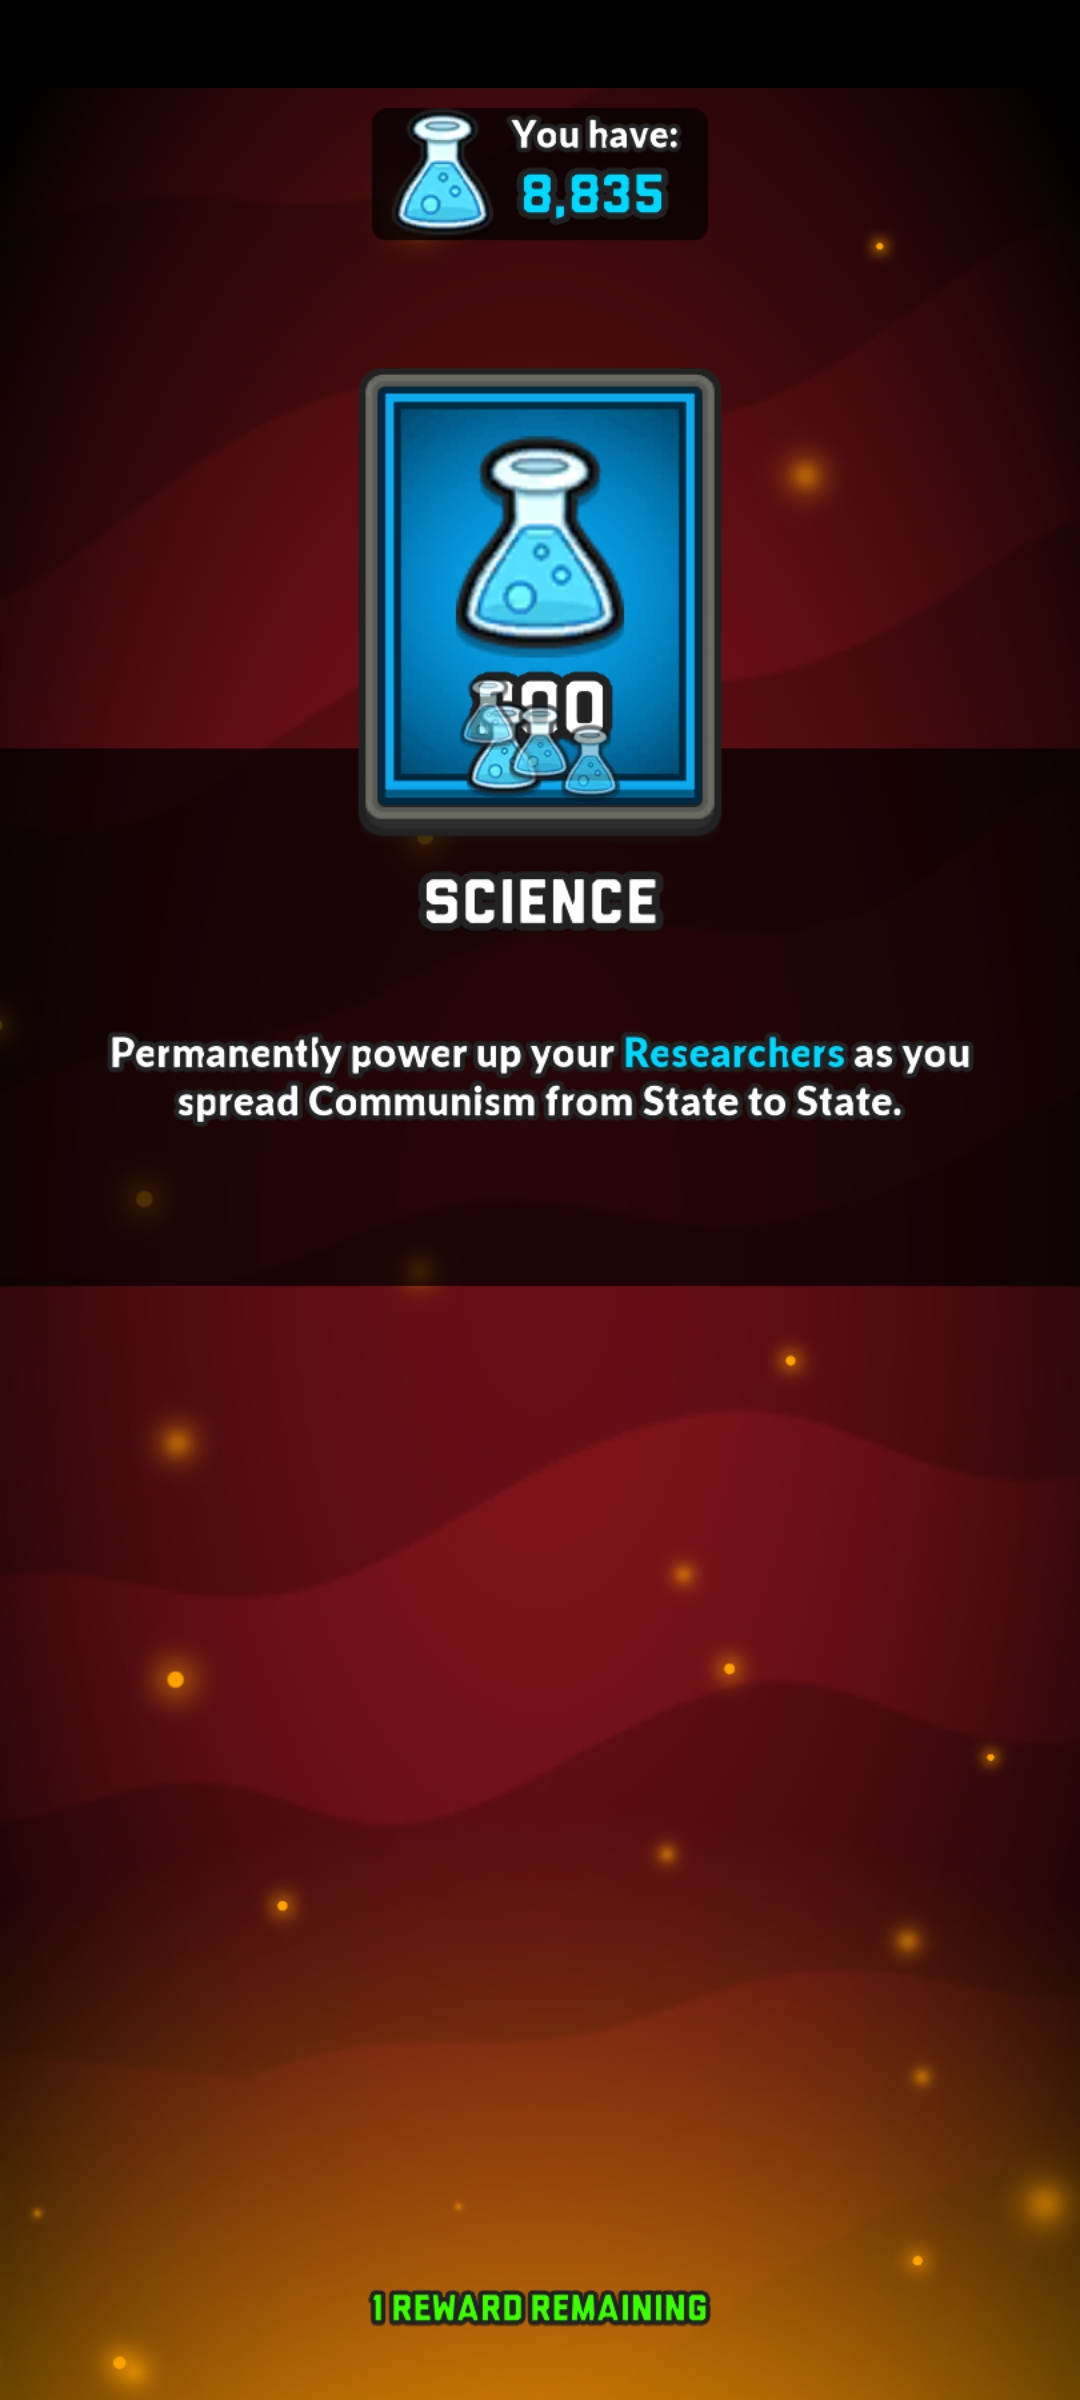 You have:
8,835
SCIENCE
Permanently power up your Researchers as you
spread Communism from State to State.
1 REWARD REMAINING